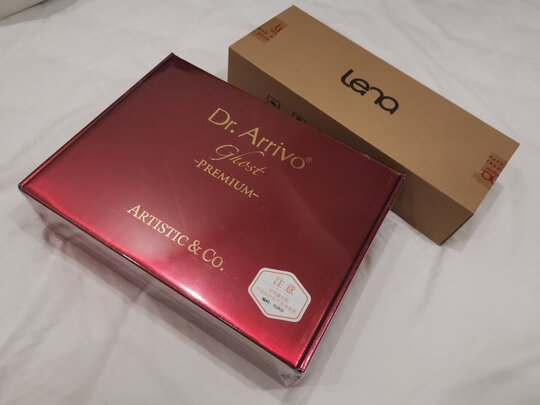 Lena
Dr. Arrivo®
Ghost
-PREMIUM-
ARTISTIC & CO.
注意